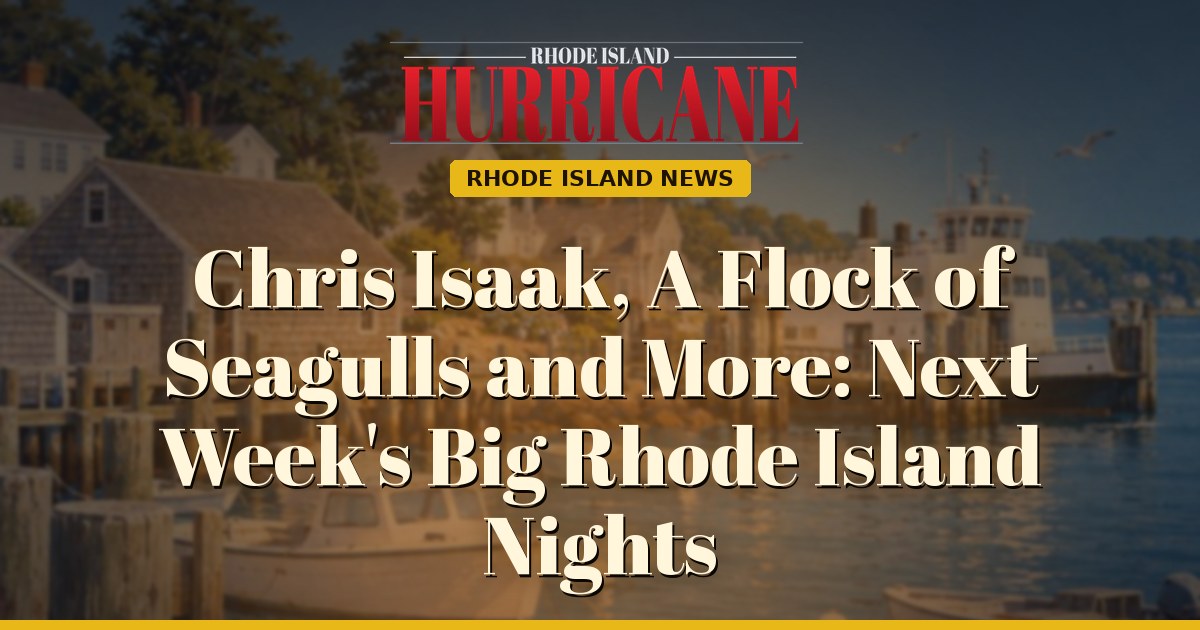 RHODE ISLAND
HURRICANE
RHODE ISLAND NEWS
Chris Isaak, A Flock of
Seagulls and More: Next
Week's Big Rhode Island
Nights